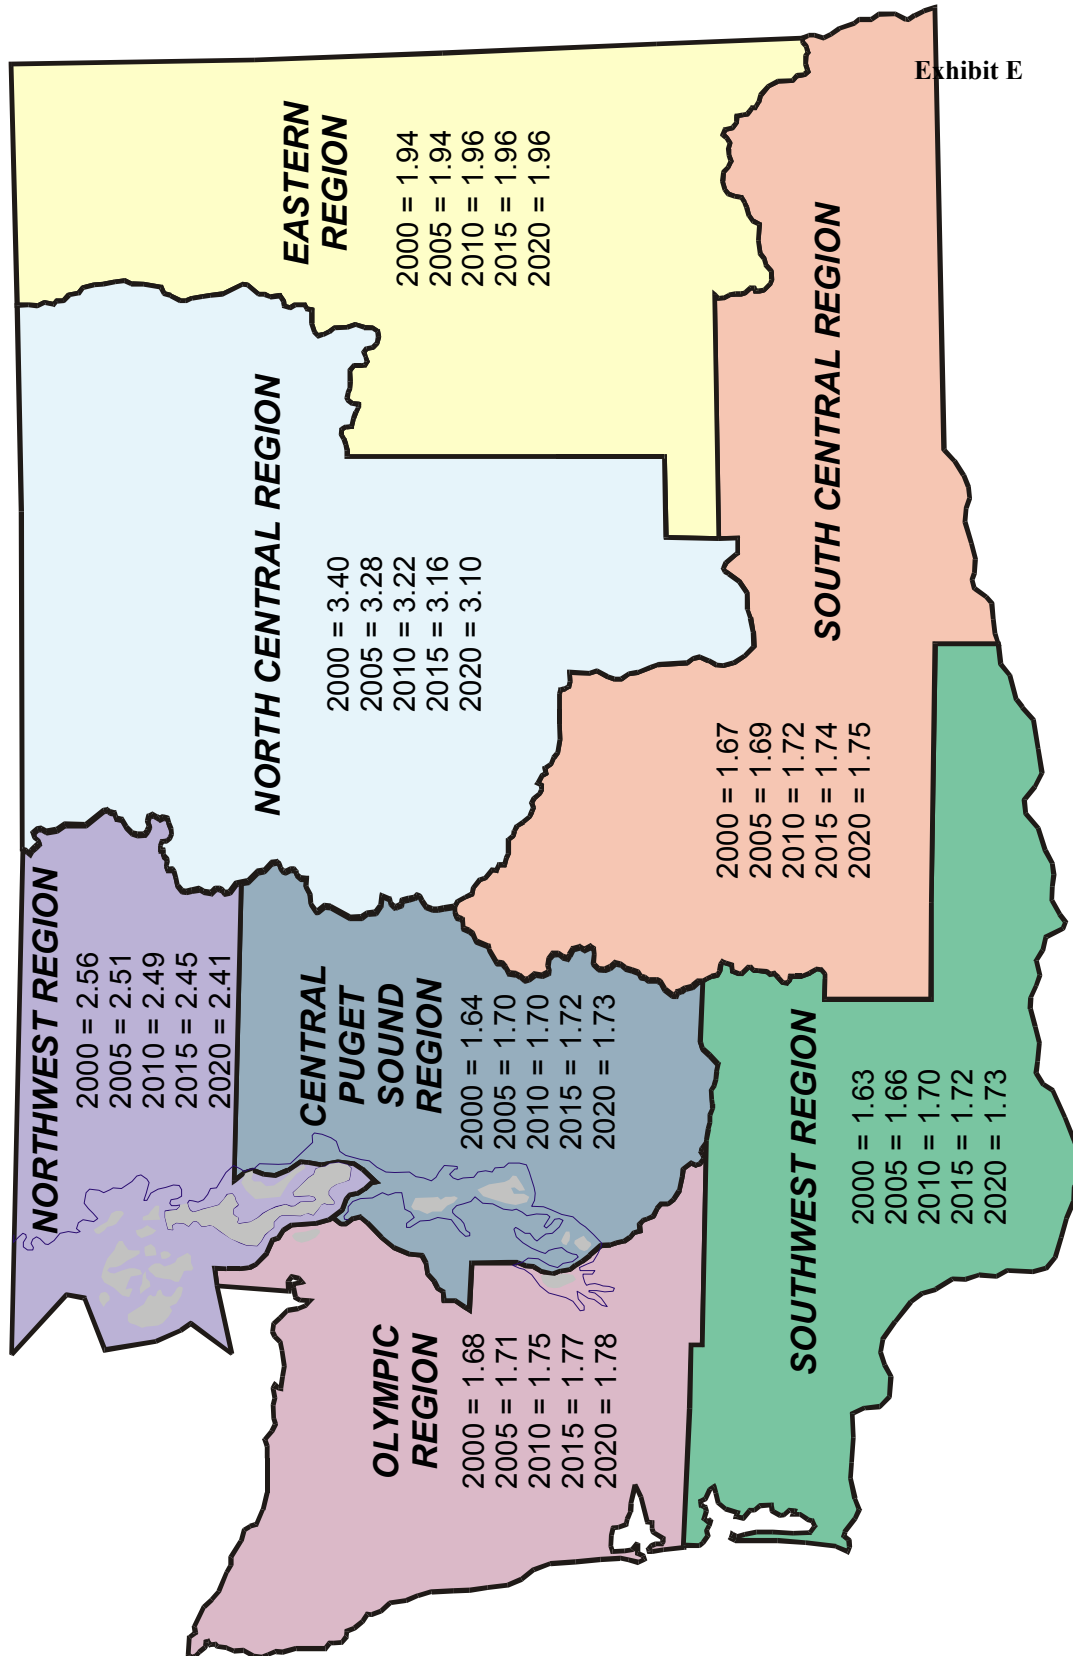 Exhibit E
NORTHWEST REGION
2000 = 2.56
2005 = 2.51
2010 = 2.49
2015 = 2.45
2020 = 2.41
NORTH CENTRAL REGION
2000 = 3.40
2005 = 3.28
2010 = 3.22
2015 = 3.16
2020 = 3.10
EASTERN
REGION
2000 = 1.94
2005 = 1.94
2010 = 1.96
2015 = 1.96
2020 = 1.96
CENTRAL
PUGET
SOUND
REGION
2000 = 1.64
2005 = 1.70
2010 = 1.70
2015 = 1.72
2020 = 1.73
OLYMPIC
REGION
2000 = 1.68
2005 = 1.71
2010 = 1.75
2015 = 1.77
2020 = 1.78
SOUTH CENTRAL REGION
2000 = 1.67
2005 = 1.69
2010 = 1.72
2015 = 1.74
2020 = 1.75
SOUTHWEST REGION
2000 = 1.63
2005 = 1.66
2010 = 1.70
2015 = 1.72
2020 = 1.73